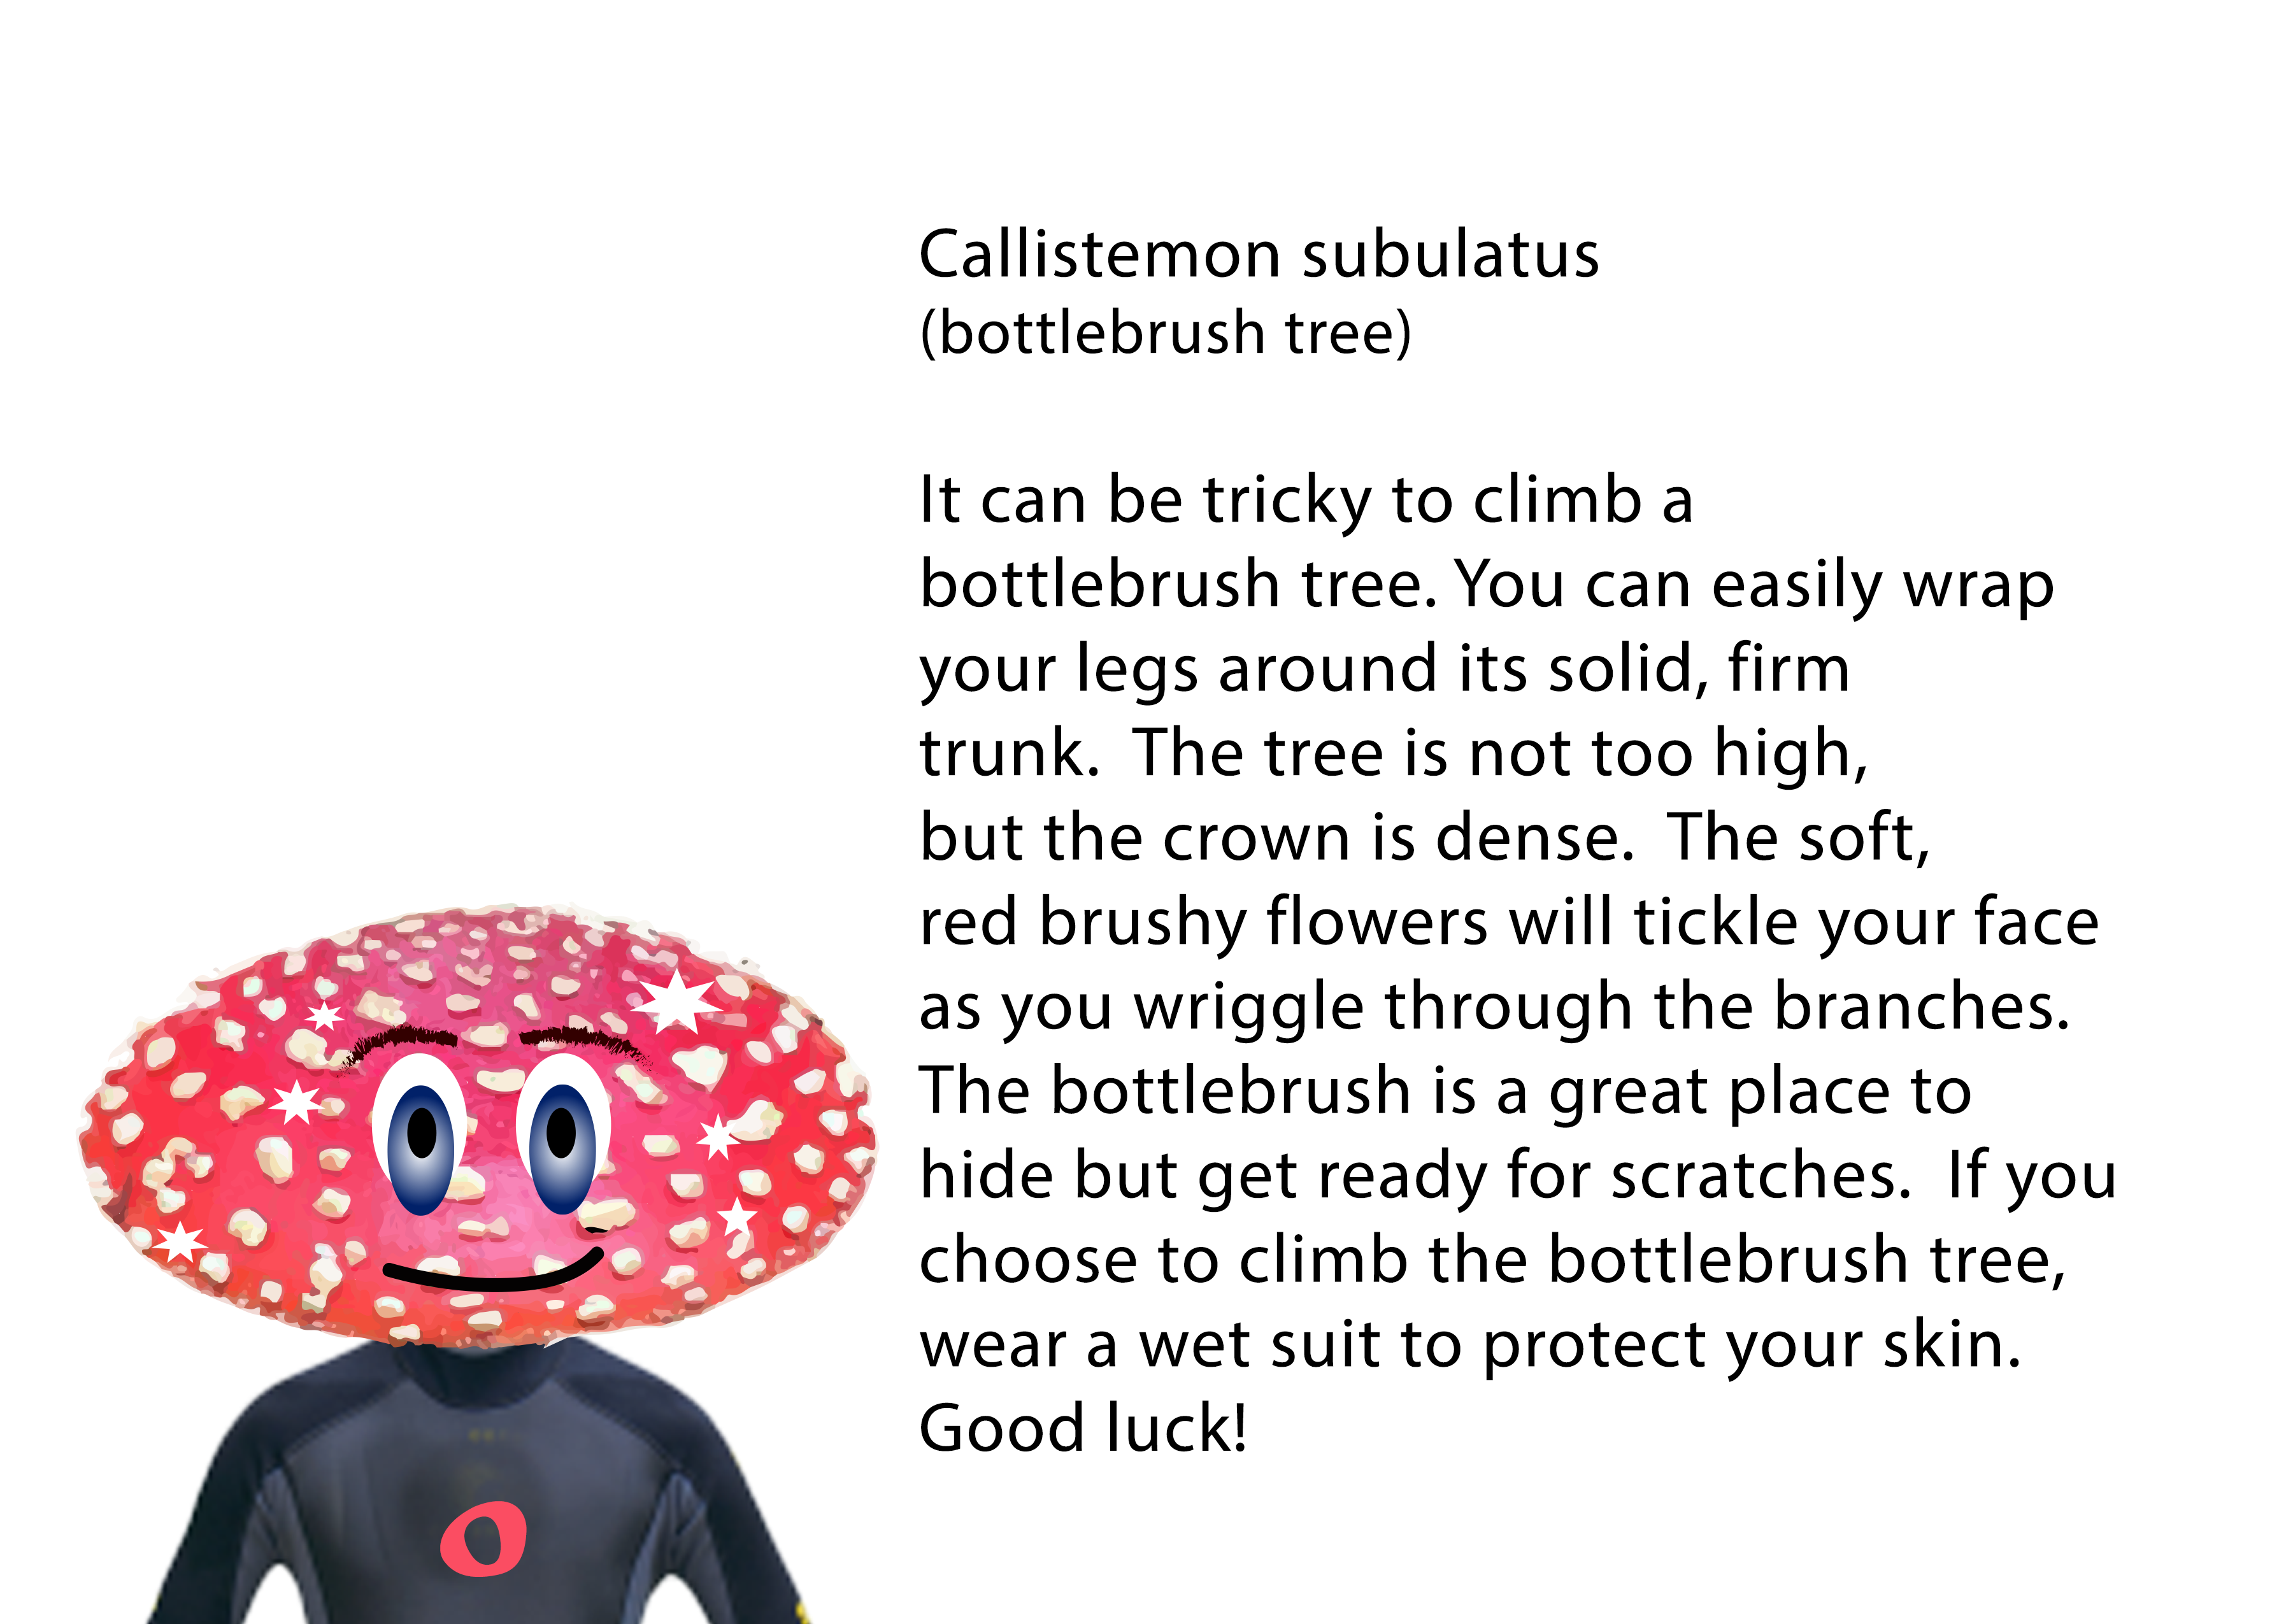 Callistemon subulatus
(bottlebrush tree)
It can be tricky to climb a
bottlebrush tree. You can easily wrap
your legs around its solid, firm
trunk.  The tree is not too high,
but the crown is dense.  The soft,
red brushy flowers will tickle your face
as you wriggle through the branches.
The bottlebrush is a great place to
hide but get ready for scratches.  If you
choose to climb the bottlebrush tree,
wear a wet suit to protect your skin.
Good luck!